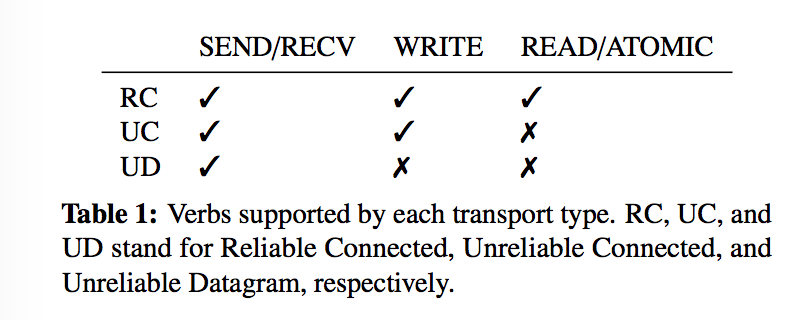 SEND/RECV WRITE READ/ATOMIC
RC ✓ ✓ ✓
UC ✓ ✓ ✗
UD ✓ ✗ ✗
Table 1: Verbs supported by each transport type. RC, UC, and
UD stand for Reliable Connected, Unreliable Connected, and
Unreliable Datagram, respectively.